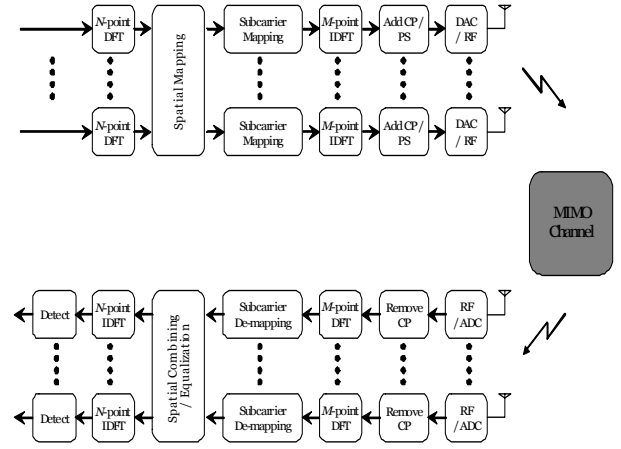 N-point
DFT
Spatial Mapping
Subcarrier
Mapping
M-point
IDFT
Add CP /
PS
DAC
/ RF
N-point
DFT
Subcarrier
Mapping
M-point
IDFT
Add CP /
PS
DAC
/ RF
MIMO
Channel
Detect
N-point
IDFT
Spatial Combining
/ Equalization
Subcarrier
De-mapping
M-point
DFT
Remove
CP
RF
/ ADC
Detect
N-point
IDFT
Subcarrier
De-mapping
M-point
DFT
Remove
CP
RF
/ ADC